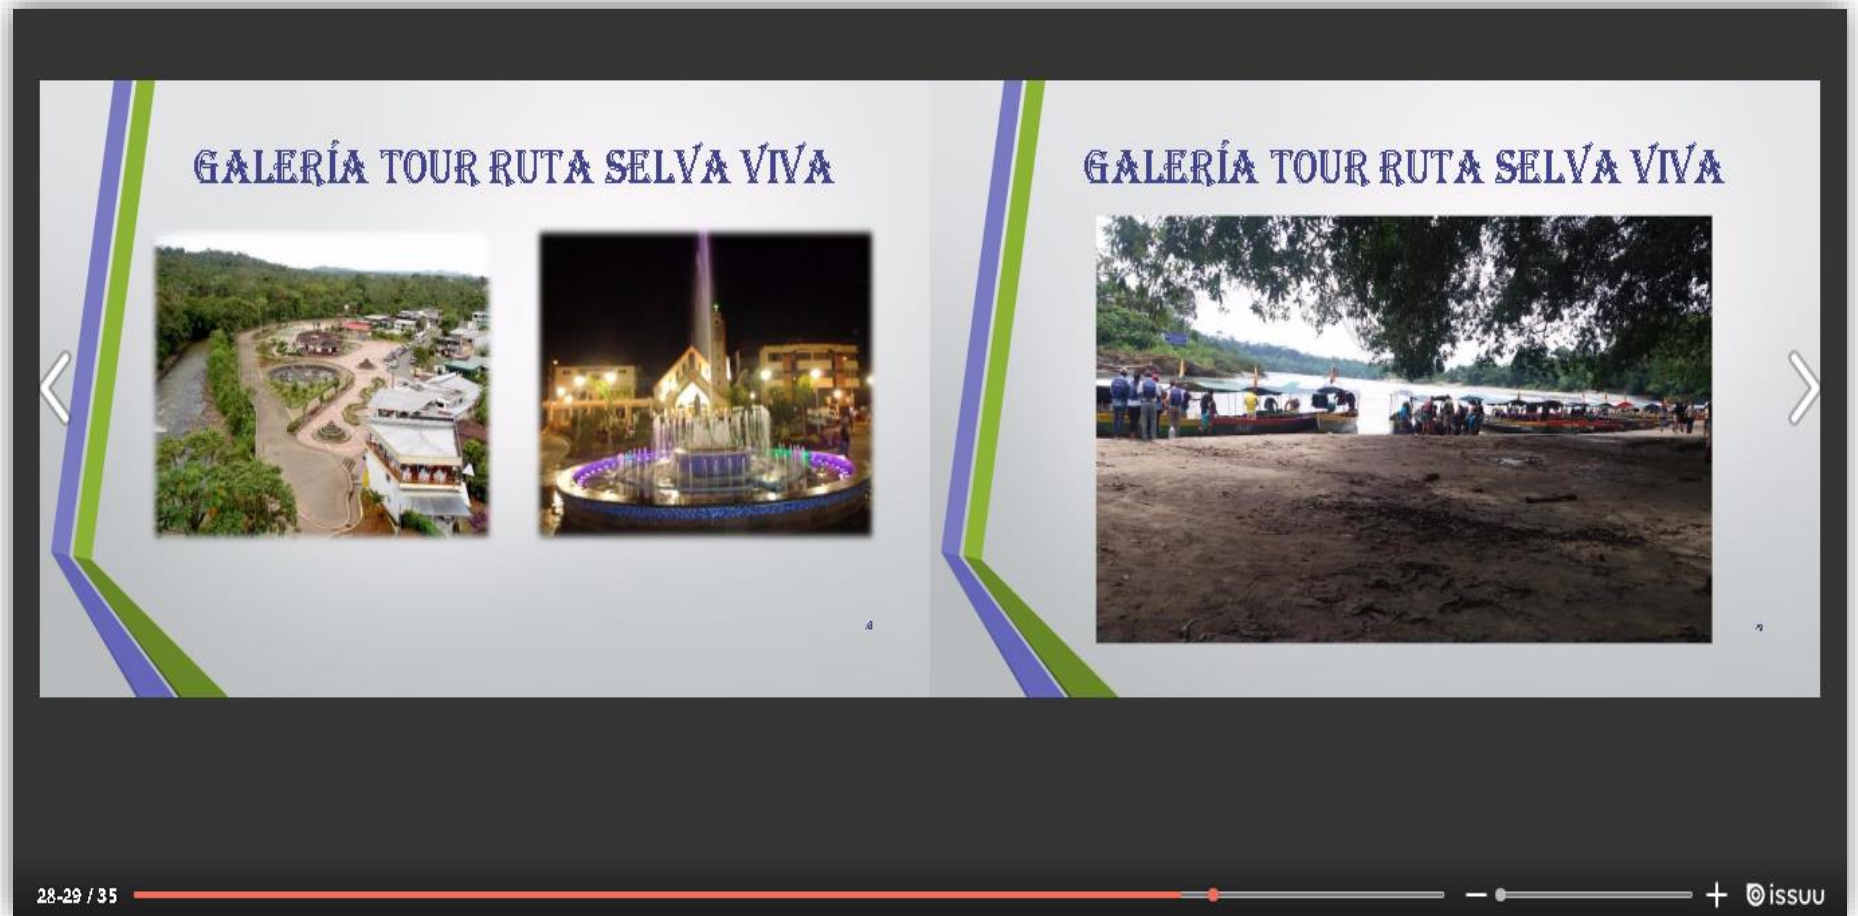 GALERÍA TOUR RUTA SELVA VIVA
GALERÍA TOUR RUTA SELVA VIVA
28-29 / 35
issuu